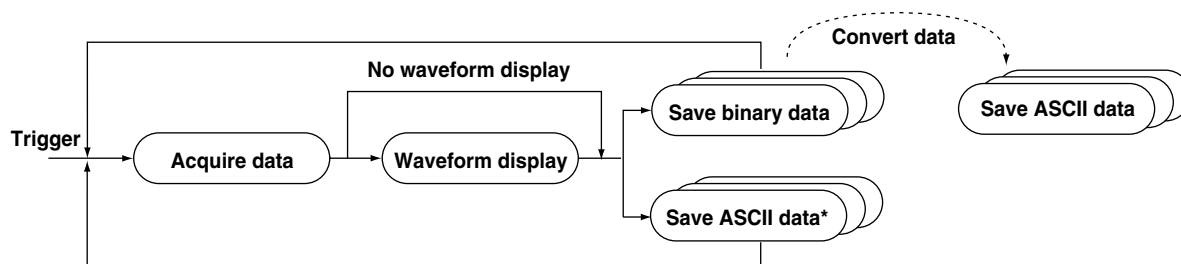 Convert data
No waveform display
Save binary data
Save ASCII data
Trigger
Acquire data
Waveform display
Save ASCII data*